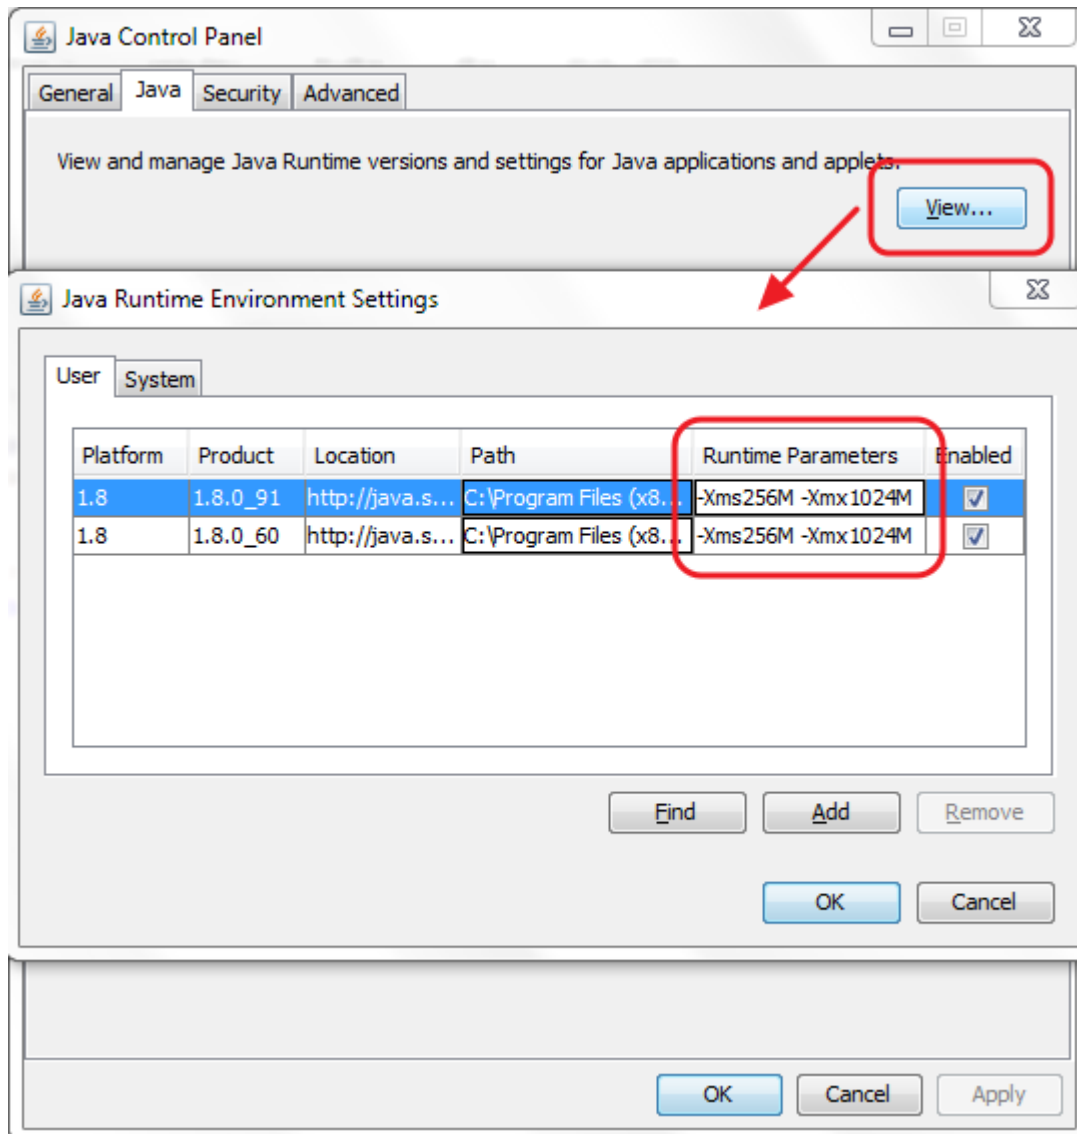 Java Control Panel
General Java Security Advanced
View and manage Java Runtime versions and settings for Java applications and applets.
View...
Java Runtime Environment Settings
User System
Platform Product Location Path Runtime Parameters Enabled
1.8 1.8.0_91 http://java.s... C:\Program Files (x8... -Xms256M -Xmx1024M
1.8 1.8.0_60 http://java.s... C:\Program Files (x8... -Xms256M -Xmx1024M
Find Add Remove
OK Cancel
OK Cancel Apply